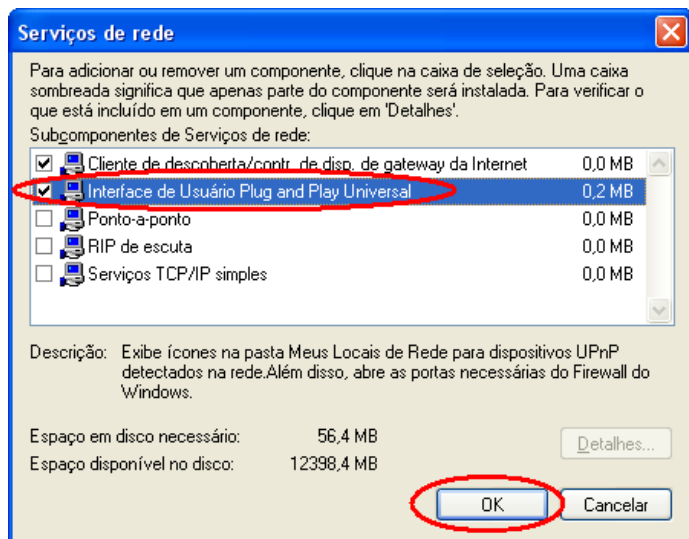 Serviços de rede
Para adicionar ou remover um componente, clique na caixa de seleção. Uma caixa
sombreada significa que apenas parte do componente será instalada. Para verificar o
que está incluído em um componente, clique em 'Detalhes'.
Subcomponentes de Serviços de rede:
Cliente de descoberta/contr. de disp. de gateway da Internet 0,0 MB
Interface de Usuário Plug and Play Universal 0,2 MB
Ponto-a-ponto 0,0 MB
RIP de escuta 0,0 MB
Serviços TCP/IP simples 0,0 MB
Descrição: Exibe ícones na pasta Meus Locais de Rede para dispositivos UPnP
detectados na rede.Além disso, abre as portas necessárias do Firewall do
Windows.
Espaço em disco necessário: 56,4 MB
Detalhes...
Espaço disponível no disco: 12398,4 MB
OK Cancelar